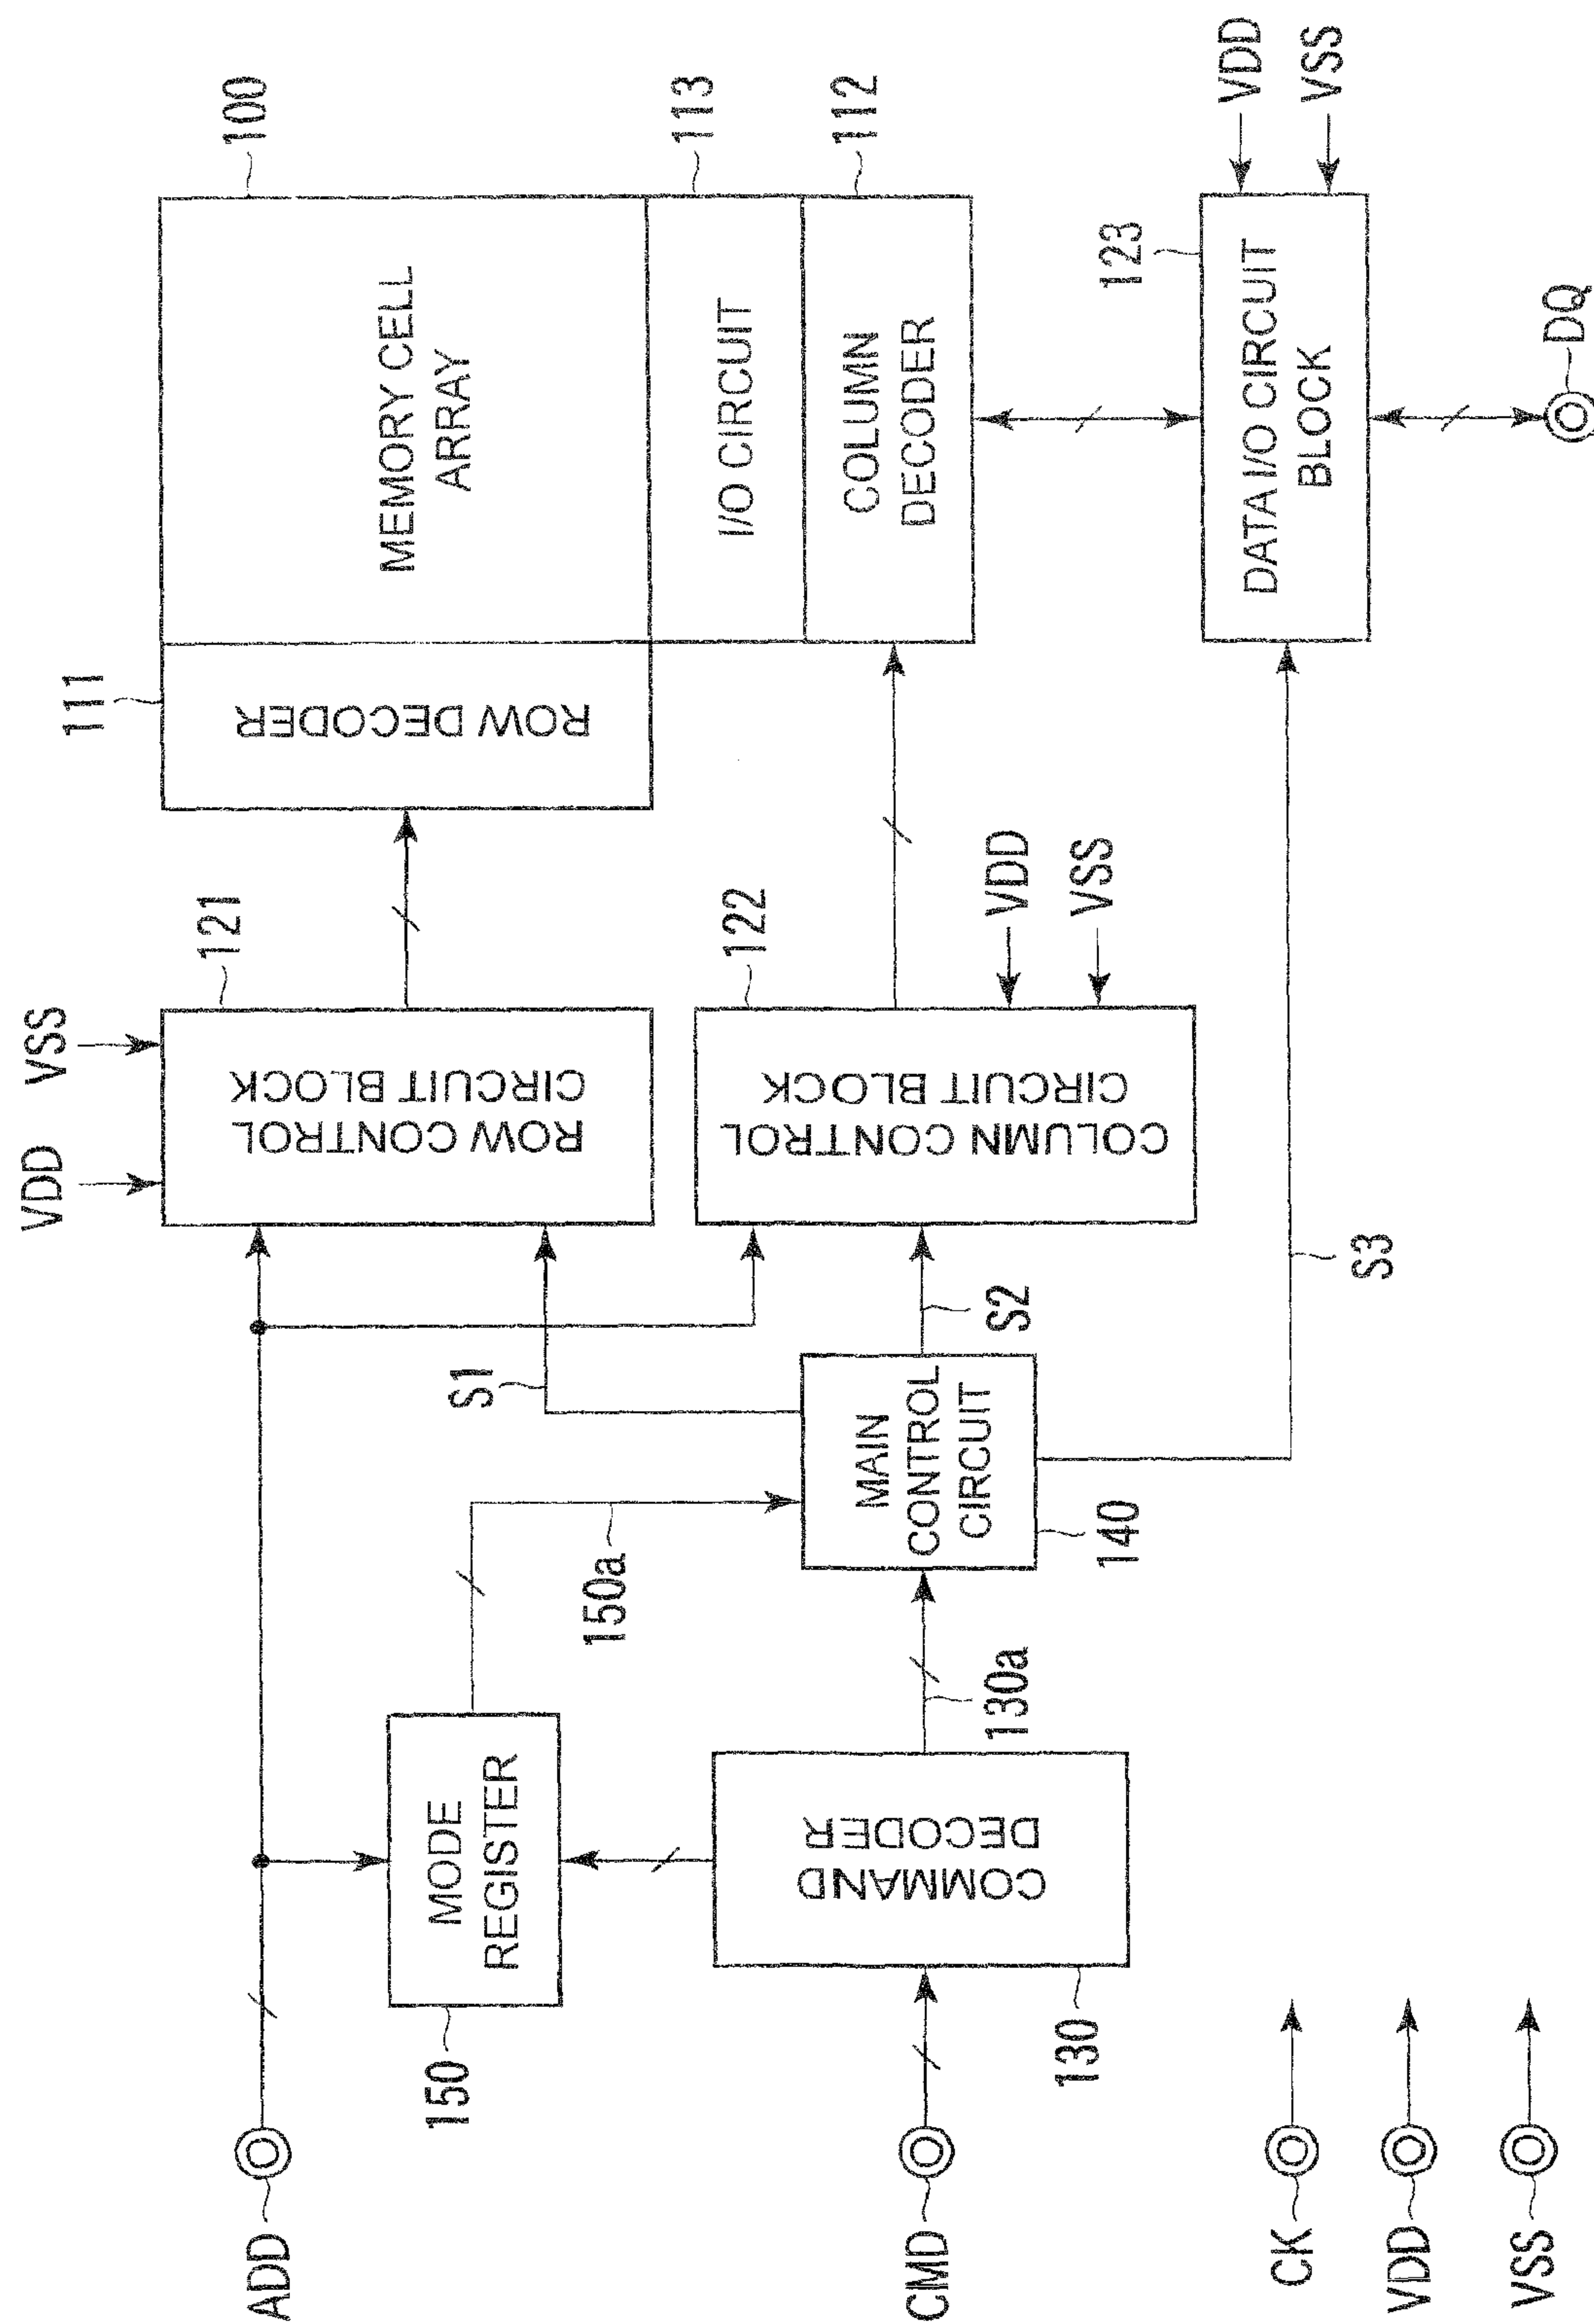 VDD
VSS
111
121
100
ROW CONTROL
CIRCUIT BLOCK
ROW DECODER
MEMORY CELL
ARRAY
ADD
S1
150
MODE
REGISTER
150a
I/O CIRCUIT
113
122
COLUMN
DECODER
112
COLUMN CONTROL
CIRCUIT BLOCK
MAIN
CONTROL
CIRCUIT
S2
COMMAND
DECODER
CMD
130a
VDD
VSS
130
140
123
VDD
VSS
DATA I/O CIRCUIT
BLOCK
CK
S3
VDD
VSS
DQ